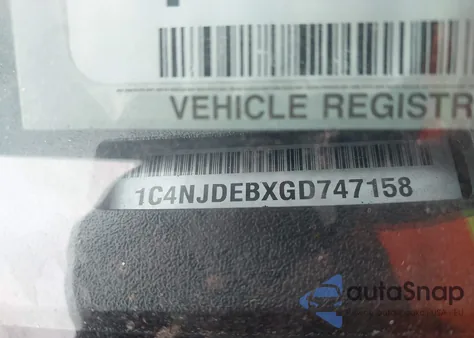 VEHICLE REGISTR
1C4NJDEBXGD747158
autoSnap